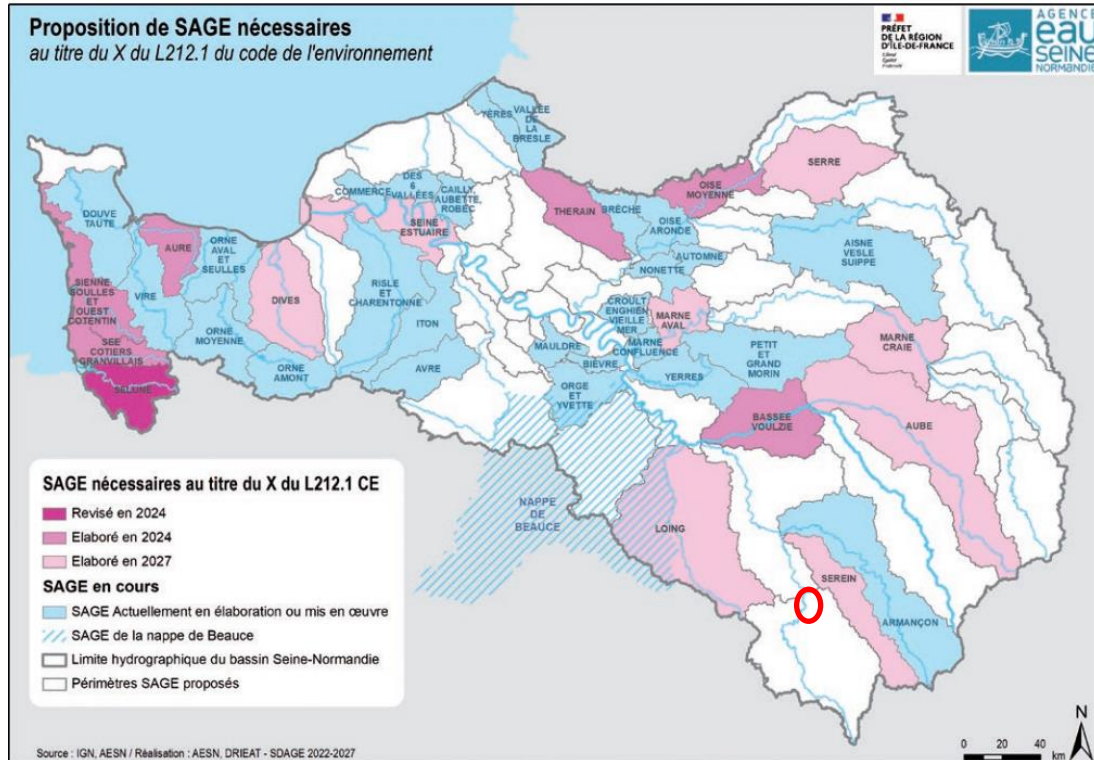 Proposition de SAGE nécessaires
au titre du X du L212.1 du code de l'environnement
PRÉFET
DE LA RÉGION
D'ÎLE-DE-FRANCE
Liberté
Égalité
Fraternité
AGENCE
eau
SEINE
NORMANDIE
YÈRES
VALLÉE
DE LA
BRESLE
SERRE
OISE
MOYENNE
COMMERCE
DES
6
VALLÉES
CAILLY,
AUBETTE,
ROBEC
THERAIN
BRÈCHE
OISE
ARONDE
SEINE
ESTUAIRE
DOUVE
TAUTE
AURE
ORNE
AVAL
ET
SEULLES
AUTOMNE
NONETTE
AISNE
VESLE
SUIPPE
SIENNE
SOULLES
ET
OUEST
COTENTIN
VIRE
DIVES
RISLE
ET
CHARENTONNE
ITON
CROULT
ENGHIEN
VIEILLE
MER
MARNE
AVAL
MARNE
CRAIE
SEE
COTIERS
GRANVILLAIS
ORNE
MOYENNE
MAULDRE
MARNE
CONFLUENCE
BIÈVRE
PETIT
ET
GRAND
MORIN
SELUNE
ORNE
AMONT
AVRE
ORGE
ET
YVETTE
YERRES
BASSEE
VOULZIE
AUBE
NAPPE
DE
BEAUCE
LOING
SEREIN
ARMANÇON
SAGE nécessaires au titre du X du L212.1 CE
Revisé en 2024
Elaboré en 2024
Elaboré en 2027
SAGE en cours
SAGE Actuellement en élaboration ou mis en œuvre
SAGE de la nappe de Beauce
Limite hydrographique du bassin Seine-Normandie
Périmètres SAGE proposés
Source : IGN, AESN / Réalisation : AESN, DRIEAT - SDAGE 2022-2027
N
0 20 40
km